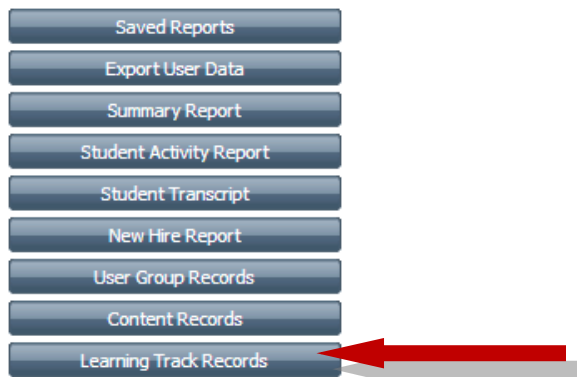 Saved Reports
Export User Data
Summary Report
Student Activity Report
Student Transcript
New Hire Report
User Group Records
Content Records
Learning Track Records